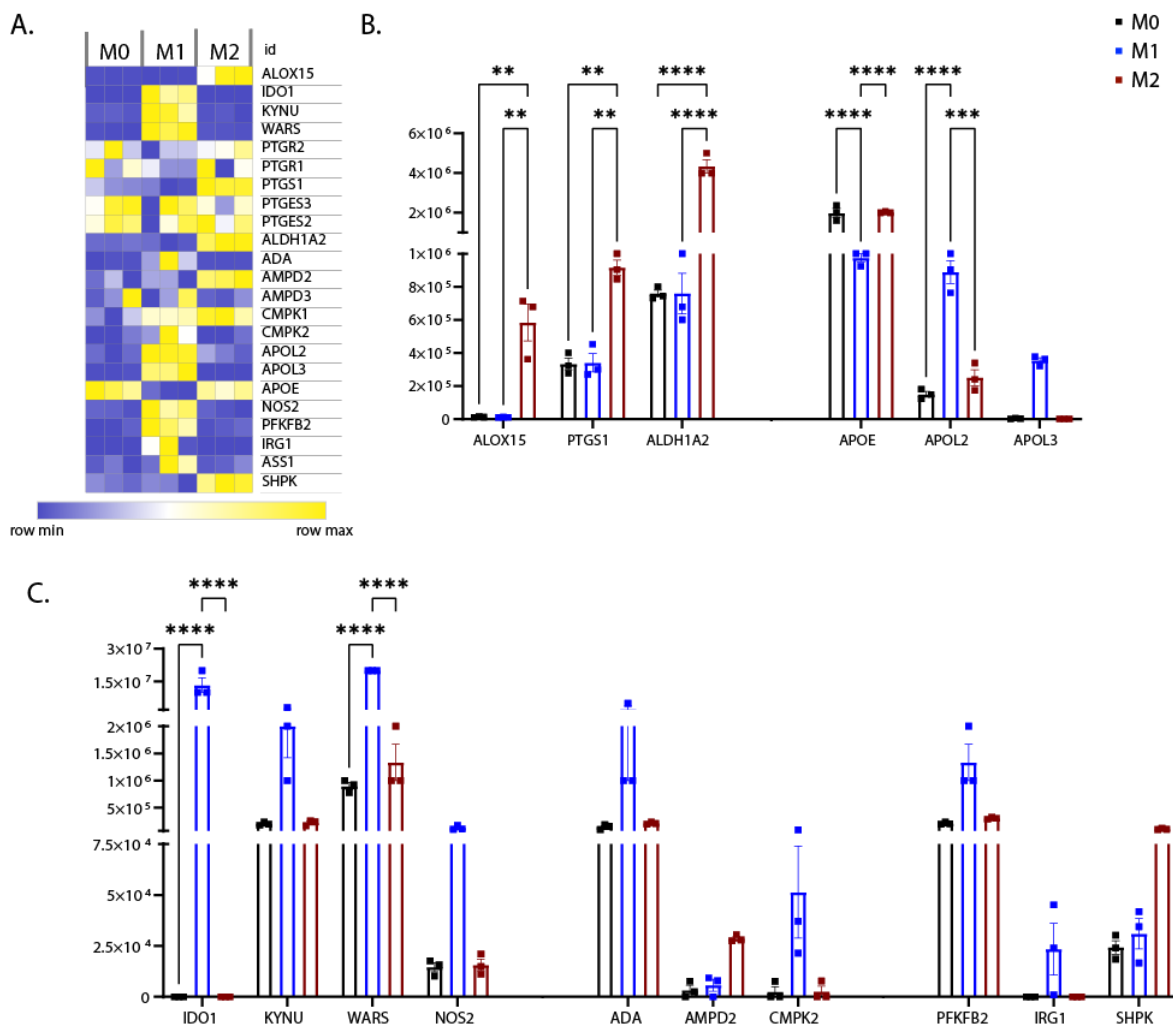 A.
M0 M1 M2 id
ALOX15
IDO1
KYNU
WARS
PTGR2
PTGR1
PTGS1
PTGES3
PTGES2
ALDH1A2
ADA
AMPD2
AMPD3
CMPK1
CMPK2
APOL2
APOL3
APOE
NOS2
PFKFB2
IRG1
ASS1
SHPK
row min row max
B.
M0
M1
M2
** ** **** **** ****
** ** **** **** ***
6×10⁶
4×10⁶
2×10⁶
1×10⁶
8×10⁵
6×10⁵
4×10⁵
2×10⁵
0
ALOX15 PTGS1 ALDH1A2 APOE APOL2 APOL3
C.
**** ****
**** ****
3×10⁷
1.5×10⁷
2×10⁶
1.5×10⁶
1×10⁶
5×10⁵
7.5×10⁴
5×10⁴
2.5×10⁴
0
IDO1 KYNU WARS NOS2 ADA AMPD2 CMPK2 PFKFB2 IRG1 SHPK